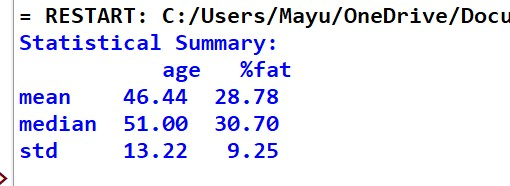 = RESTART: C:/Users/Mayu/OneDrive/Docu
Statistical Summary:
age %fat
mean 46.44 28.78
median 51.00 30.70
std 13.22 9.25
>